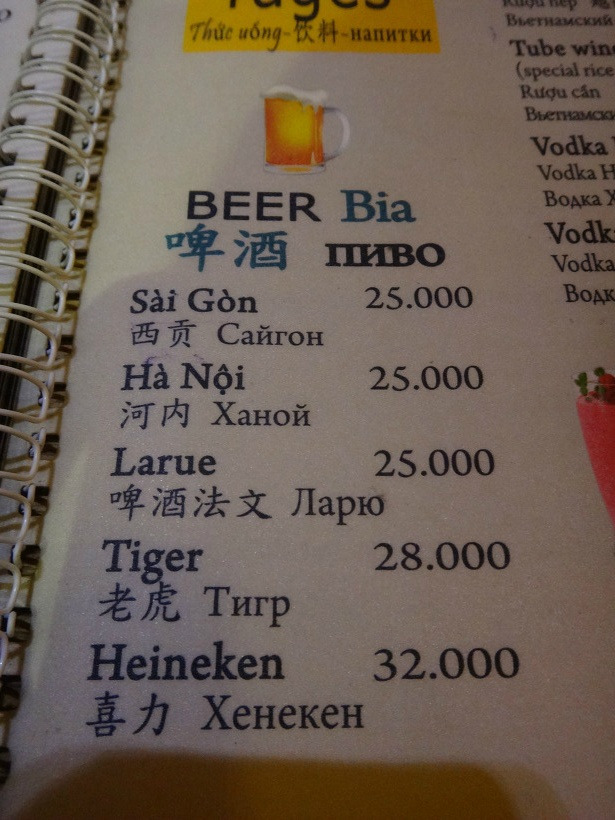 Thức uống-饮料-напитки
BEER Bia
啤酒 пиво
Sài Gòn 25.000
西贡 Сайгон
Hà Nội 25.000
河内 Ханой
Larue 25.000
啤酒法文 Ларю
Tiger 28.000
老虎 Тигр
Heineken 32.000
喜力 Хенекен
Вьетнамский
Tube wine
(special rice
Rượu cần
Вьетнамски
Vodka
Vodka H
Водка Х
Vodka
Vodka
Водка